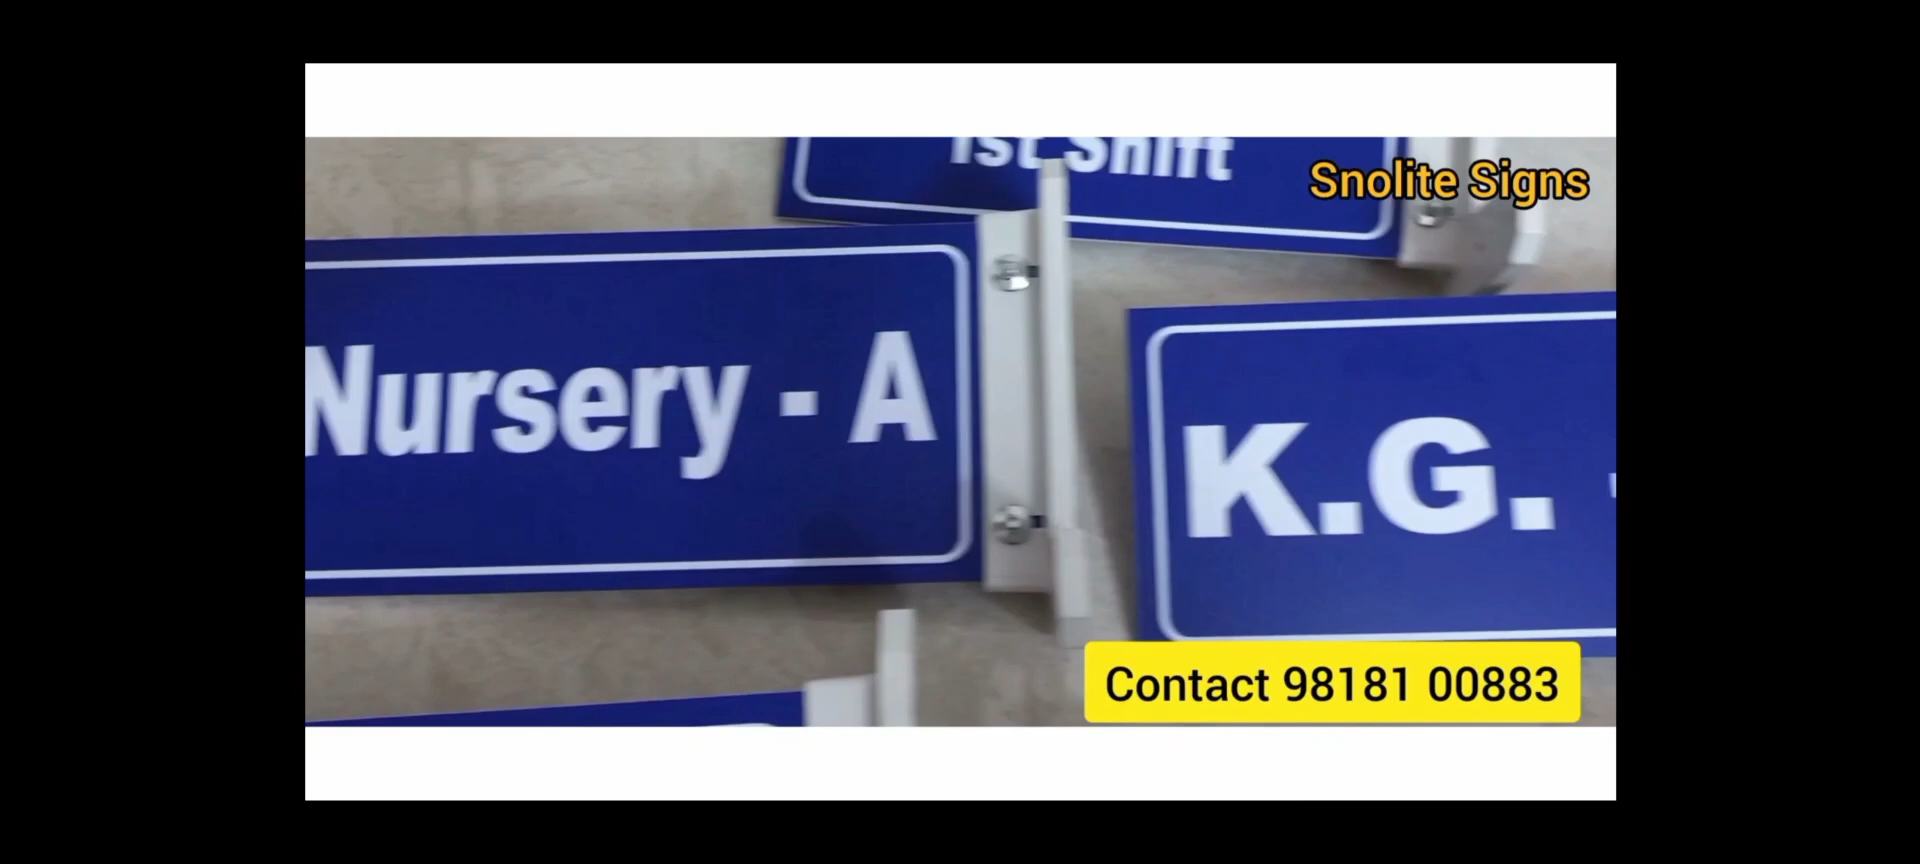 1st Shift
Snolite Signs
Nursery - A
K.G. -
Contact 98181 00883